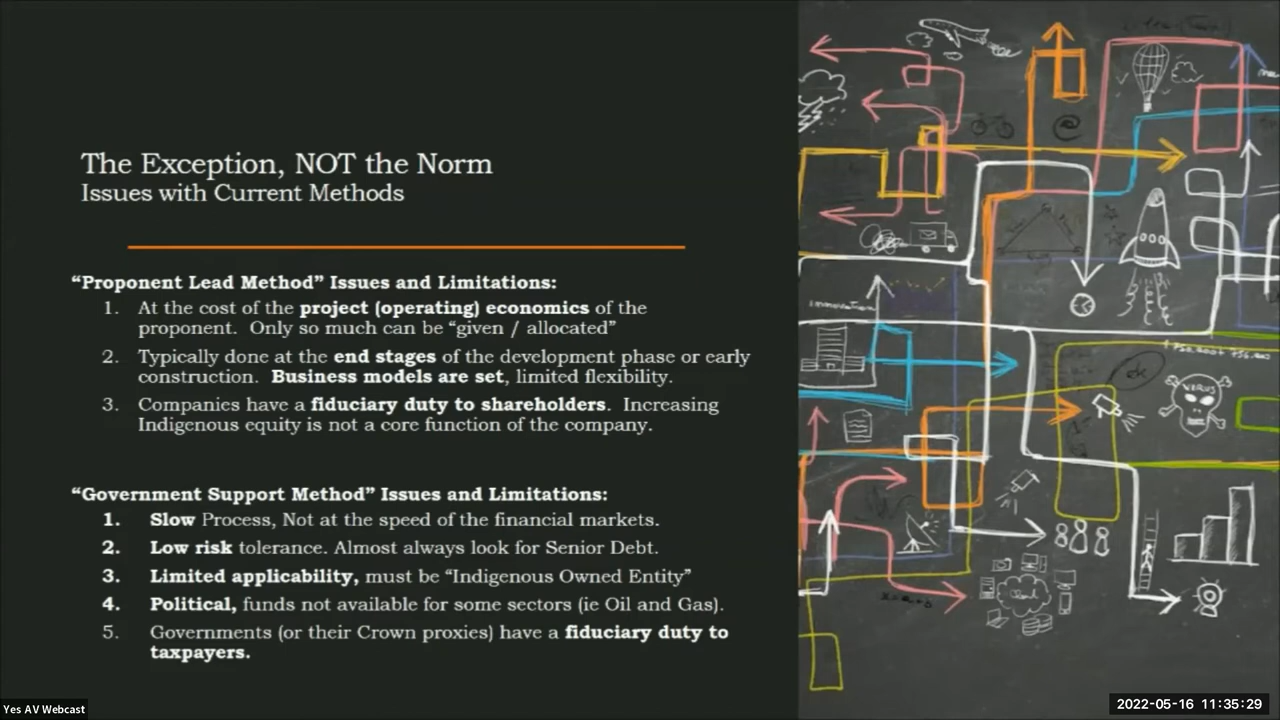 The Exception, NOT the Norm
Issues with Current Methods
“Proponent Lead Method” Issues and Limitations:
1. At the cost of the project (operating) economics of the
proponent. Only so much can be “given / allocated”
2. Typically done at the end stages of the development phase or early
construction. Business models are set, limited flexibility.
3. Companies have a fiduciary duty to shareholders. Increasing
Indigenous equity is not a core function of the company.
“Government Support Method” Issues and Limitations:
1. Slow Process, Not at the speed of the financial markets.
2. Low risk tolerance. Almost always look for Senior Debt.
3. Limited applicability, must be “Indigenous Owned Entity”
4. Political, funds not available for some sectors (ie Oil and Gas).
5. Governments (or their Crown proxies) have a fiduciary duty to
taxpayers.
VIRUS
Cloud
Yes AV Webcast
2022-05-16 11:35:29